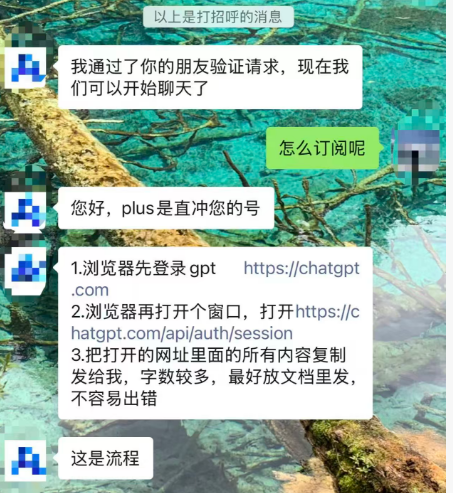 以上是打招呼的消息
我通过了你的朋友验证请求，现在我
们可以开始聊天了
怎么订阅呢
您好，plus是直冲您的号
1.浏览器先登录gpt https://chatgpt
.com
2.浏览器再打开个窗口，打开https://c
hatgpt.com/api/auth/session
3.把打开的网址里面的所有内容复制
发给我，字数较多，最好放文档里发，
不容易出错
这是流程